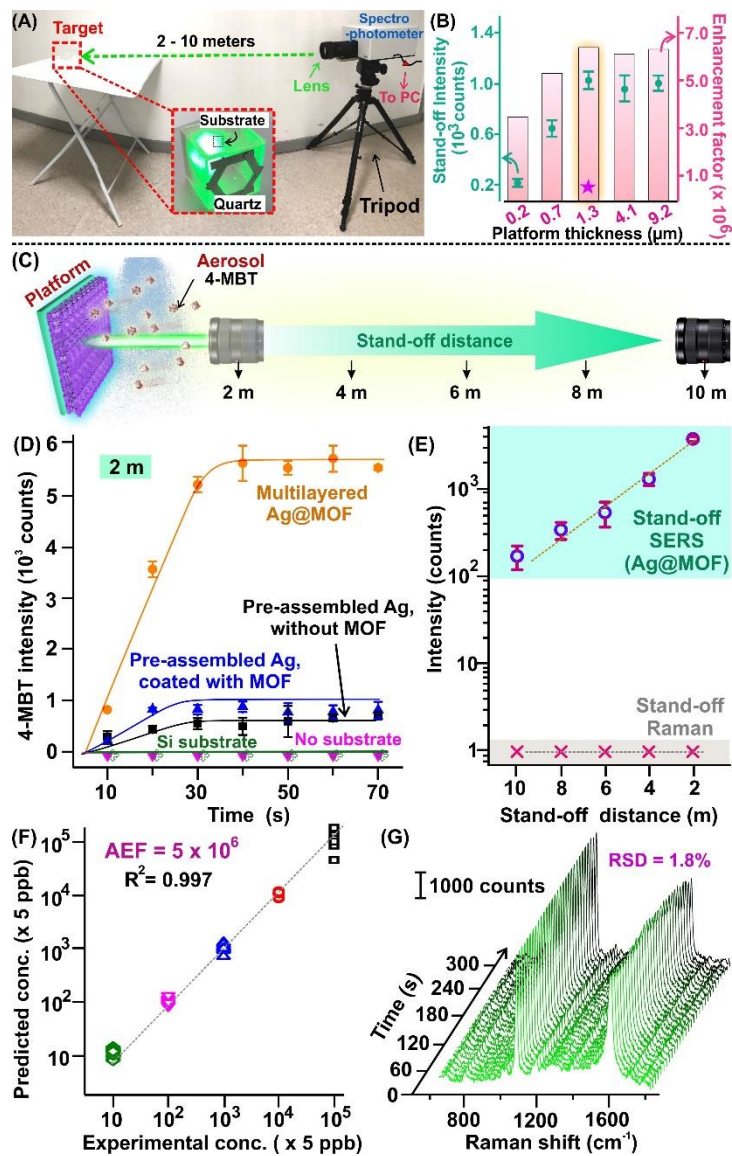 (A)
Target
2 - 10 meters
Spectro
-photometer
Lens
To PC
Substrate
Quartz
Tripod
(B)
Stand-off Intensity
(10³ counts)
1.4
1.0
0.6
0.2
7.0
5.0
3.0
1.0
Enhancement factor (x 10⁶)
0.2 0.7 1.3 4.1 9.2
Platform thickness (μm)
(C)
Platform
Aerosol
4-MBT
Stand-off distance
2 m 4 m 6 m 8 m 10 m
(D)
2 m
4-MBT intensity (10³ counts)
6
5
4
3
2
1
0
Multilayered
Ag@MOF
Pre-assembled Ag,
without MOF
Pre-assembled Ag,
coated with MOF
Si substrate
No substrate
10 20 30 40 50 60 70
Time (s)
(E)
Intensity (counts)
10³
10²
10
1
Stand-off
SERS
(Ag@MOF)
Stand-off
Raman
10 8 6 4 2
Stand-off distance (m)
(F)
Predicted conc. (x 5 ppb)
10⁵
10⁴
10³
10²
10
AEF = 5 x 10⁶
R²= 0.997
10 10² 10³ 10⁴ 10⁵
Experimental conc. ( x 5 ppb)
(G)
RSD = 1.8%
1000 counts
Time (s)
300
240
180
120
60
0
800 1200 1600
Raman shift (cm⁻¹)